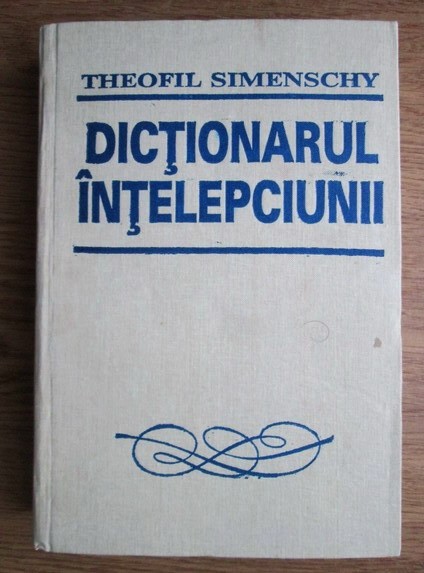 THEOFIL SIMENSCHY
DICŢIONARUL
ÎNŢELEPCIUNII